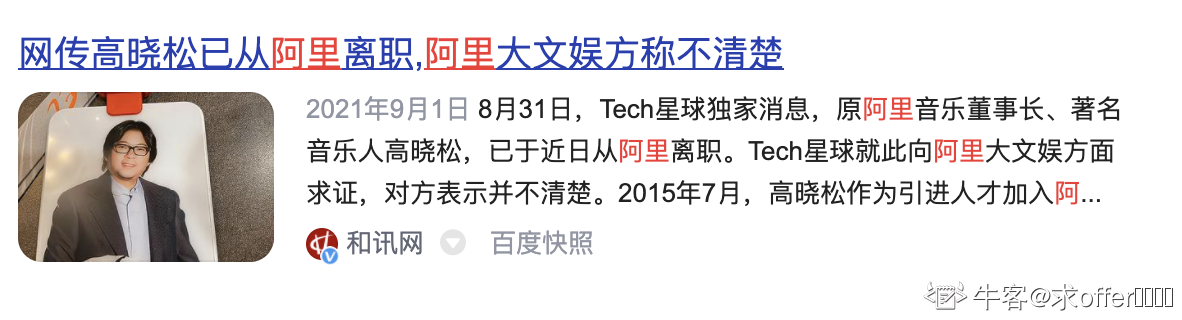 网传高晓松已从阿里离职,阿里大文娱方称不清楚
2021年9月1日 8月31日，Tech星球独家消息，原阿里音乐董事长、著名
音乐人高晓松，已于近日从阿里离职。Tech星球就此向阿里大文娱方面
求证，对方表示并不清楚。2015年7月，高晓松作为引进人才加入阿...
和讯网 百度快照
牛客@求offer